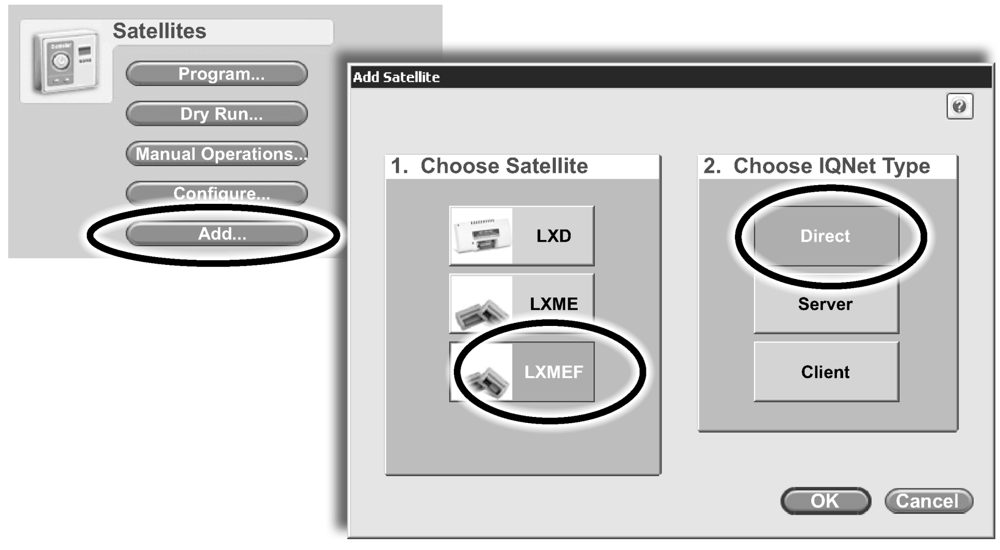 Satellites
Program...
Dry Run...
Manual Operations...
Configure...
Add...
Add Satellite
1. Choose Satellite
LXD
LXME
LXMEF
2. Choose IQNet Type
Direct
Server
Client
OK
Cancel